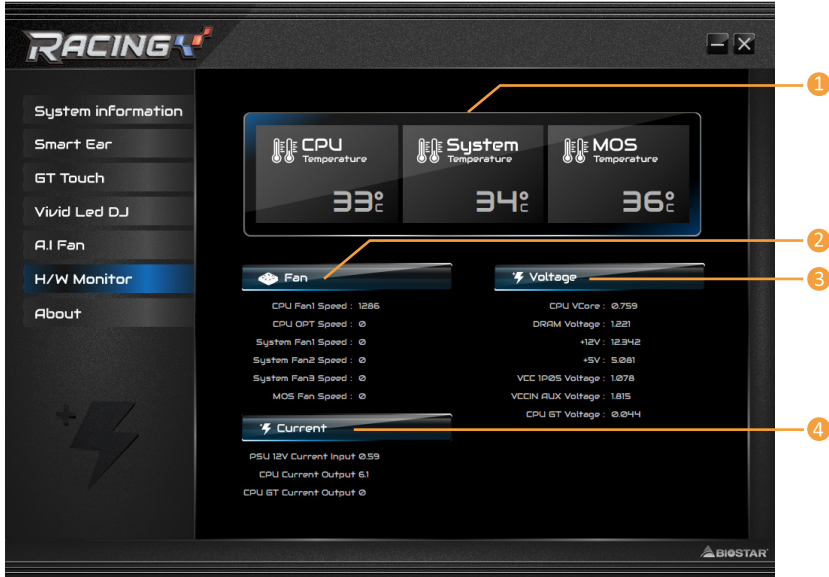 RACING
1
System information
Smart Ear
GT Touch
Vivid Led DJ
A.I Fan
H/W Monitor
About
CPU
Temperature
33°C
System
Temperature
34°C
MOS
Temperature
36°C
2
Fan
CPU Fan1 Speed : 1286
CPU OPT Speed : 0
System Fan1 Speed : 0
System Fan2 Speed : 0
System Fan3 Speed : 0
MOS Fan Speed : 0
3
Voltage
CPU VCore : 0.759
DRAM Voltage : 1.221
+12V : 12.342
+5V : 5.081
VCC 1P05 Voltage : 1.078
VCCIN AUX Voltage : 1.815
CPU GT Voltage : 0.044
4
Current
PSU 12V Current Input 0.59
CPU Current Output 6.1
CPU GT Current Output 0
BIOSTAR